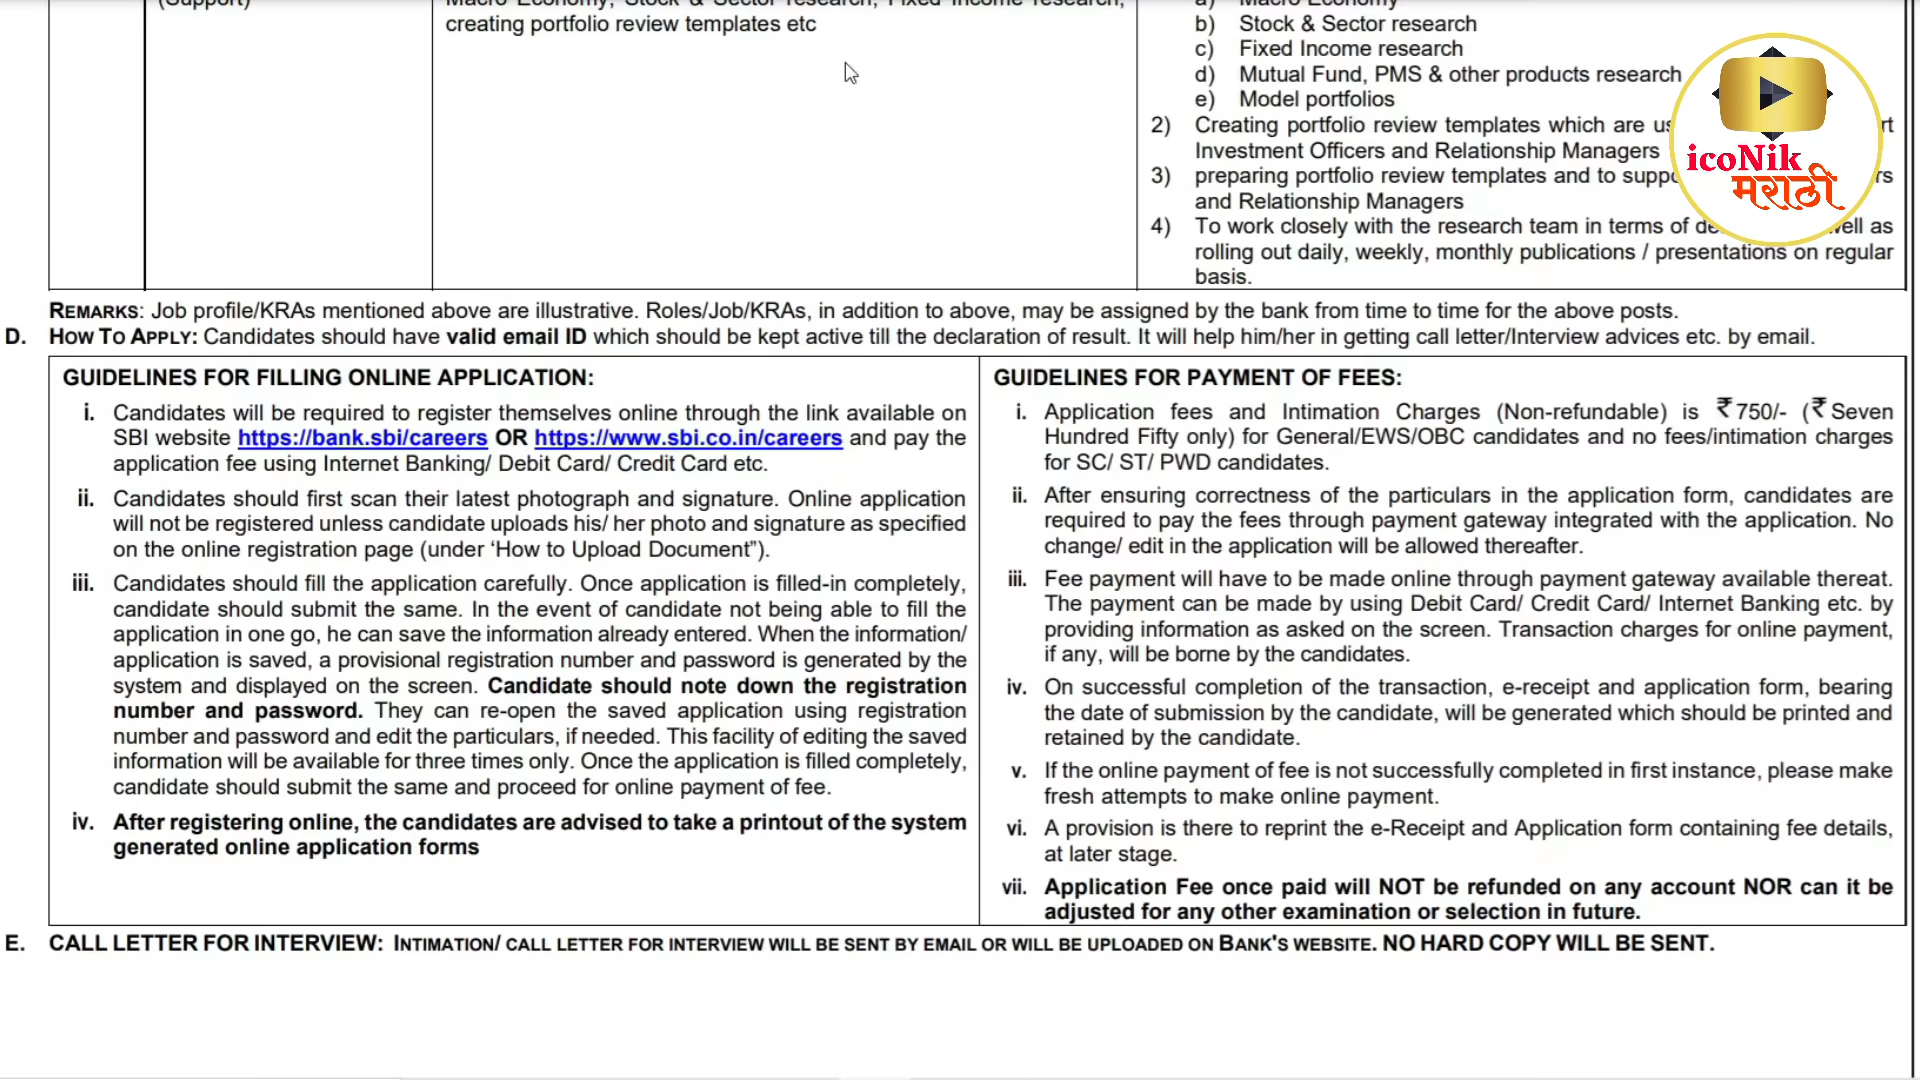 (Support)
Macro Economy, Stock & Sector research, Fixed Income research,
creating portfolio review templates etc
a) Macro Economy
b) Stock & Sector research
c) Fixed Income research
d) Mutual Fund, PMS & other products research
e) Model portfolios
2) Creating portfolio review templates which are
Investment Officers and Relationship Managers
3) preparing portfolio review templates and to
and Relationship Managers
4) To work closely with the research team in terms of well as
rolling out daily, weekly, monthly publications / presentations on regular
basis.
icoNik
मराठी
REMARKS: Job profile/KRAs mentioned above are illustrative. Roles/Job/KRAs, in addition to above, may be assigned by the bank from time to time for the above posts.
D. HOW TO APPLY: Candidates should have valid email ID which should be kept active till the declaration of result. It will help him/her in getting call letter/Interview advices etc. by email.
GUIDELINES FOR FILLING ONLINE APPLICATION:
i. Candidates will be required to register themselves online through the link available on
SBI website https://bank.sbi/careers OR https://www.sbi.co.in/careers and pay the
application fee using Internet Banking/ Debit Card/ Credit Card etc.
ii. Candidates should first scan their latest photograph and signature. Online application
will not be registered unless candidate uploads his/ her photo and signature as specified
on the online registration page (under ‘How to Upload Document”).
iii. Candidates should fill the application carefully. Once application is filled-in completely,
candidate should submit the same. In the event of candidate not being able to fill the
application in one go, he can save the information already entered. When the information/
application is saved, a provisional registration number and password is generated by the
system and displayed on the screen. Candidate should note down the registration
number and password. They can re-open the saved application using registration
number and password and edit the particulars, if needed. This facility of editing the saved
information will be available for three times only. Once the application is filled completely,
candidate should submit the same and proceed for online payment of fee.
iv. After registering online, the candidates are advised to take a printout of the system
generated online application forms
GUIDELINES FOR PAYMENT OF FEES:
i. Application fees and Intimation Charges (Non-refundable) is ₹ 750/- (₹ Seven
Hundred Fifty only) for General/EWS/OBC candidates and no fees/intimation charges
for SC/ ST/ PWD candidates.
ii. After ensuring correctness of the particulars in the application form, candidates are
required to pay the fees through payment gateway integrated with the application. No
change/ edit in the application will be allowed thereafter.
iii. Fee payment will have to be made online through payment gateway available thereat.
The payment can be made by using Debit Card/ Credit Card/ Internet Banking etc. by
providing information as asked on the screen. Transaction charges for online payment,
if any, will be borne by the candidates.
iv. On successful completion of the transaction, e-receipt and application form, bearing
the date of submission by the candidate, will be generated which should be printed and
retained by the candidate.
v. If the online payment of fee is not successfully completed in first instance, please make
fresh attempts to make online payment.
vi. A provision is there to reprint the e-Receipt and Application form containing fee details,
at later stage.
vii. Application Fee once paid will NOT be refunded on any account NOR can it be
adjusted for any other examination or selection in future.
E. CALL LETTER FOR INTERVIEW: INTIMATION/ CALL LETTER FOR INTERVIEW WILL BE SENT BY EMAIL OR WILL BE UPLOADED ON BANK'S WEBSITE. NO HARD COPY WILL BE SENT.